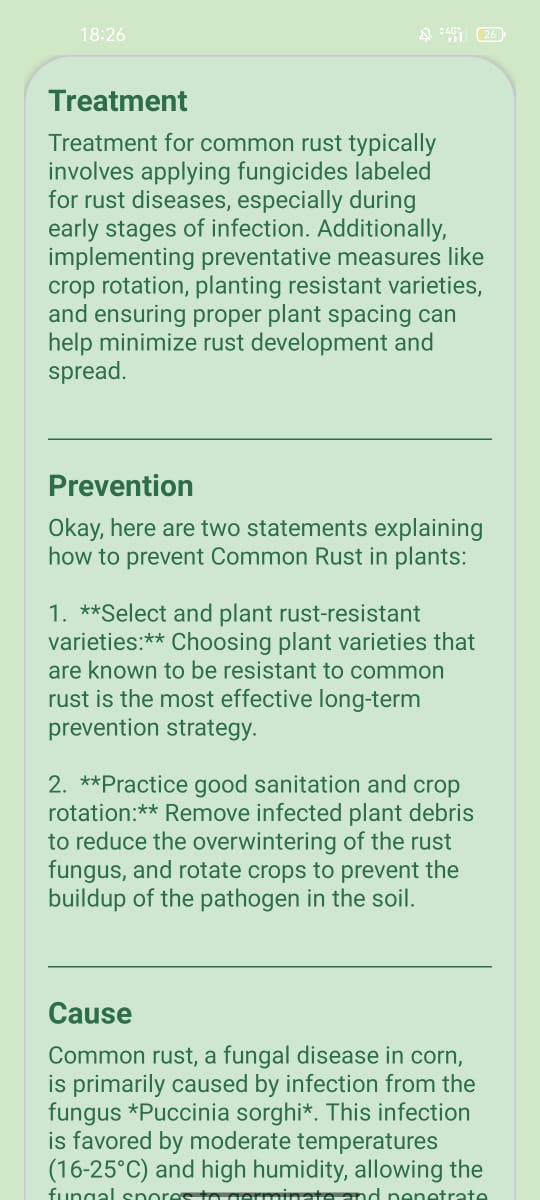 18:26
4G+
26
Treatment
Treatment for common rust typically
involves applying fungicides labeled
for rust diseases, especially during
early stages of infection. Additionally,
implementing preventative measures like
crop rotation, planting resistant varieties,
and ensuring proper plant spacing can
help minimize rust development and
spread.
Prevention
Okay, here are two statements explaining
how to prevent Common Rust in plants:
1. **Select and plant rust-resistant
varieties:** Choosing plant varieties that
are known to be resistant to common
rust is the most effective long-term
prevention strategy.
2. **Practice good sanitation and crop
rotation:** Remove infected plant debris
to reduce the overwintering of the rust
fungus, and rotate crops to prevent the
buildup of the pathogen in the soil.
Cause
Common rust, a fungal disease in corn,
is primarily caused by infection from the
fungus *Puccinia sorghi*. This infection
is favored by moderate temperatures
(16-25°C) and high humidity, allowing the
fungal spores to germinate and penetrate